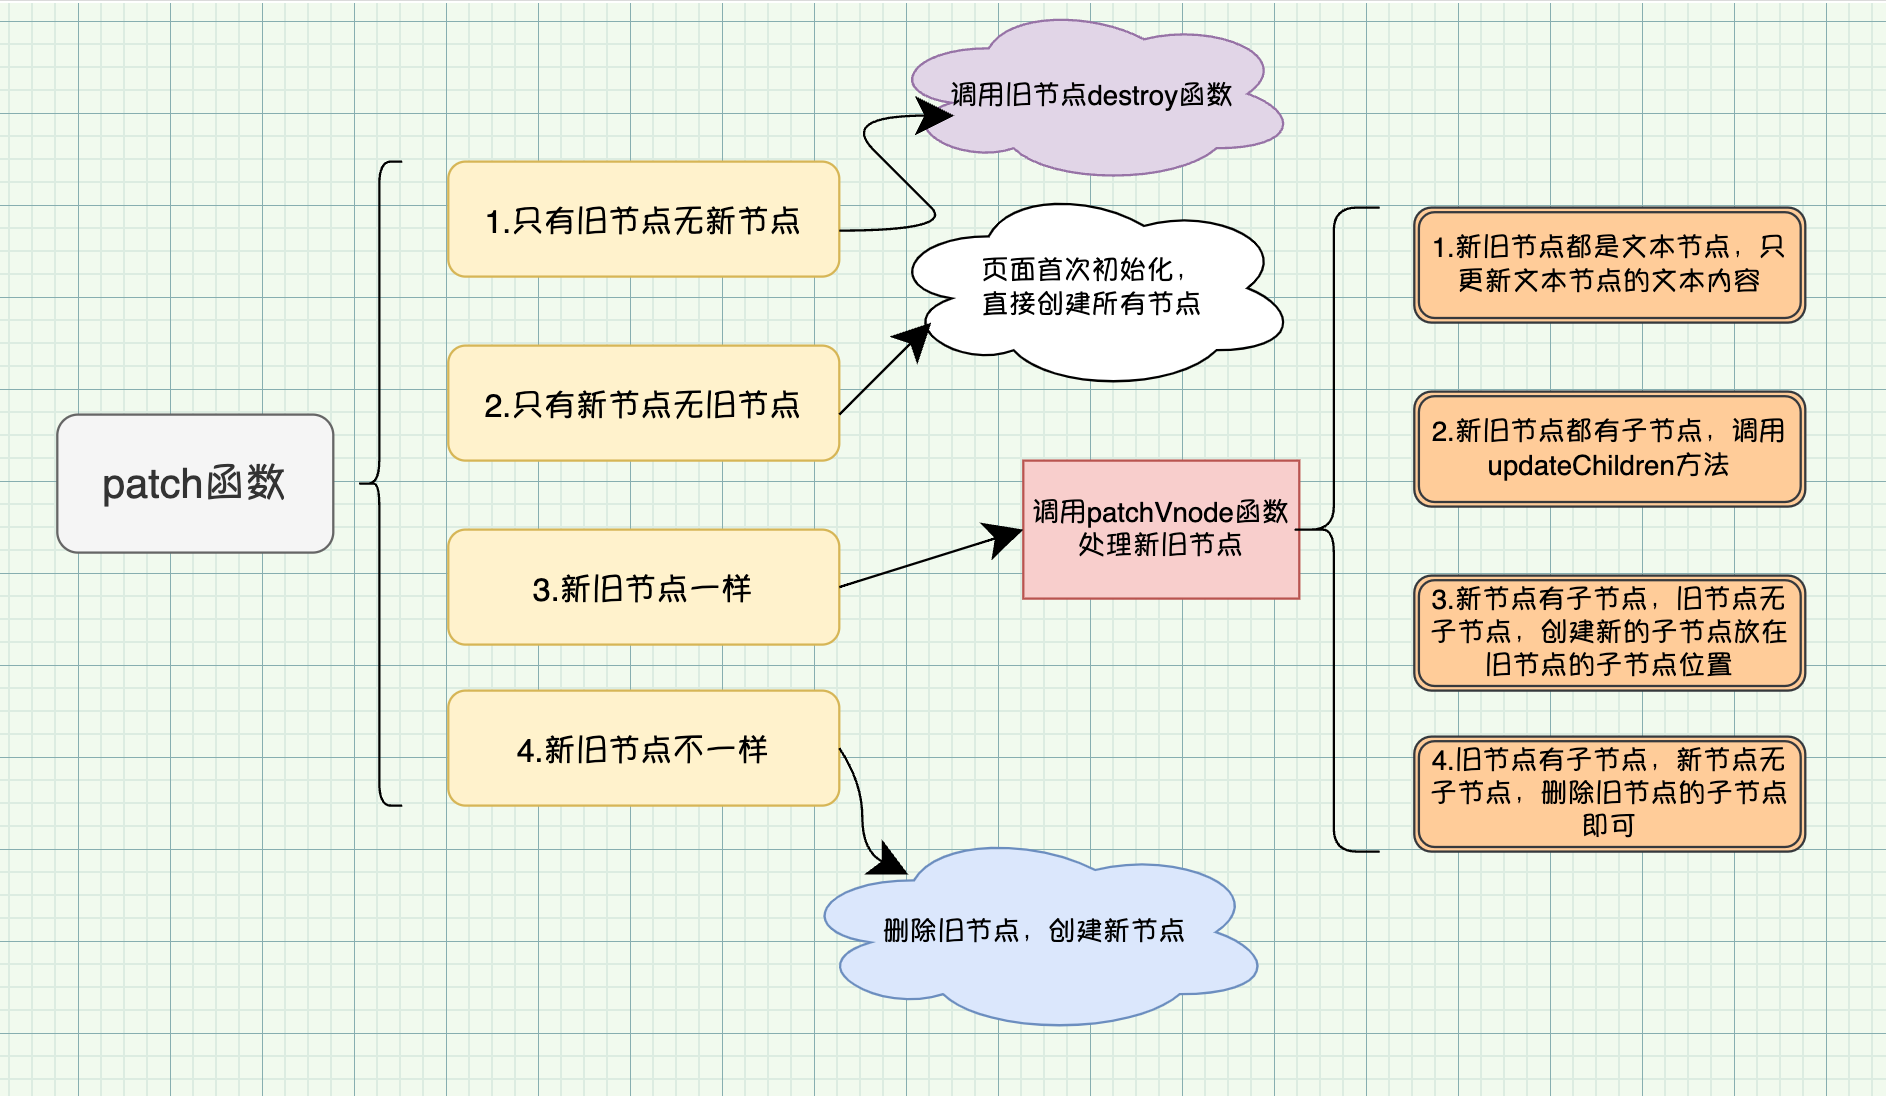 patch函数
1.只有旧节点无新节点
2.只有新节点无旧节点
3.新旧节点一样
4.新旧节点不一样
调用旧节点destroy函数
页面首次初始化，
直接创建所有节点
调用patchVnode函数
处理新旧节点
删除旧节点，创建新节点
1.新旧节点都是文本节点，只
更新文本节点的文本内容
2.新旧节点都有子节点，调用
updateChildren方法
3.新节点有子节点，旧节点无
子节点，创建新的子节点放在
旧节点的子节点位置
4.旧节点有子节点，新节点无
子节点，删除旧节点的子节点
即可